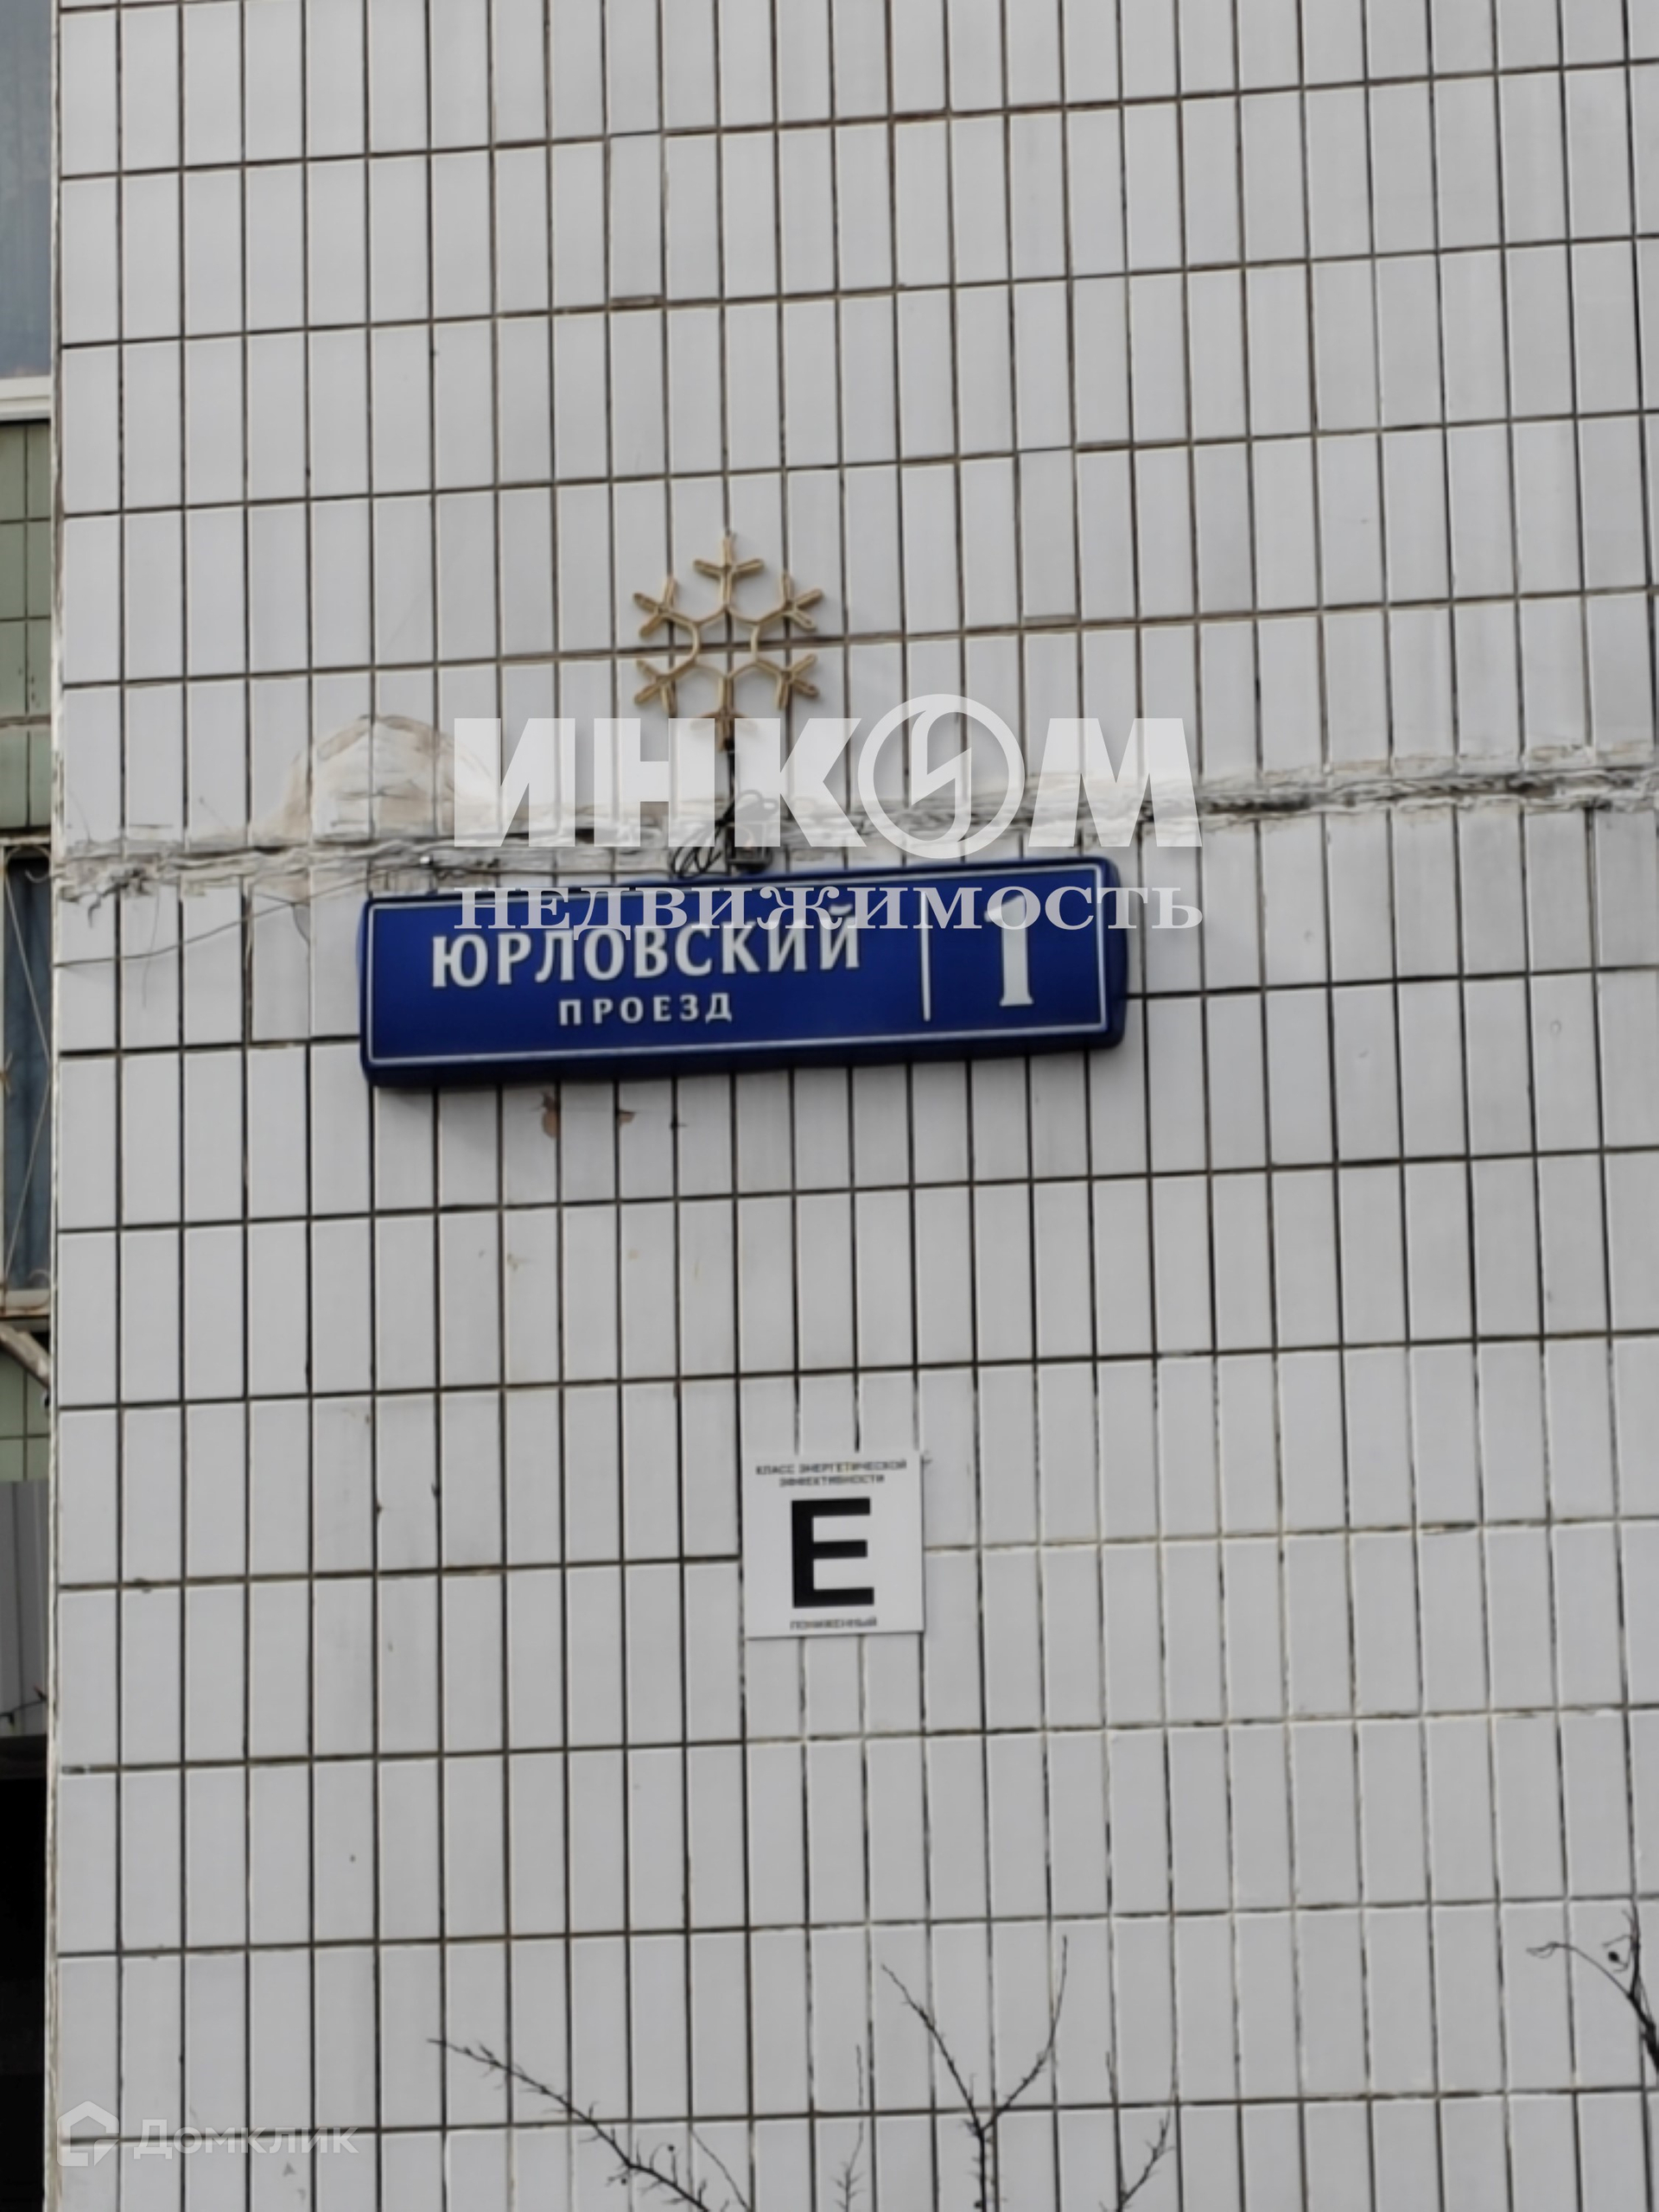 ИНКОМ
НЕДВИЖИМОСТЬ
ЮРЛОВСКИЙ
ПРОЕЗД
1
КЛАСС ЭНЕРГЕТИЧЕСКОЙ
ЭФФЕКТИВНОСТИ
E
ПОНИЖЕННЫЙ
Домклик